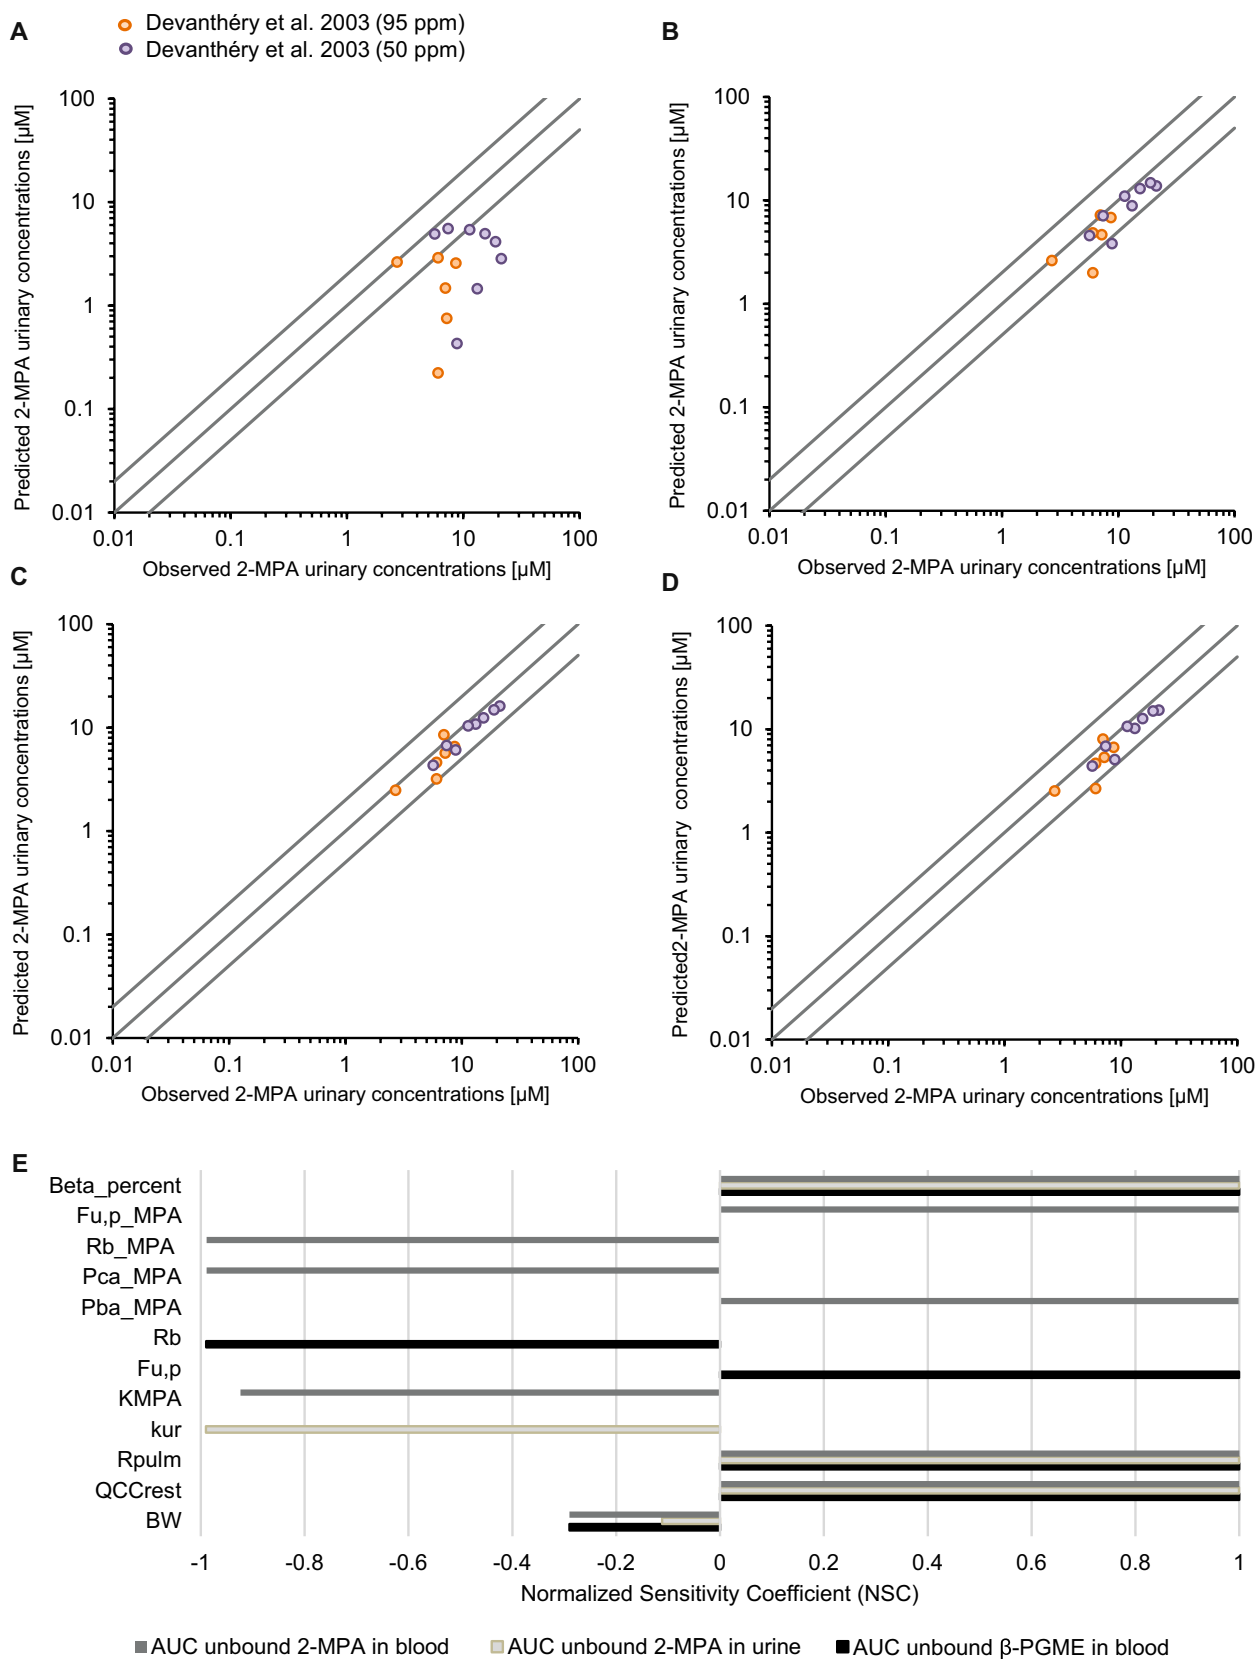 A
Devanthéry et al. 2003 (95 ppm)
Devanthéry et al. 2003 (50 ppm)
Predicted 2-MPA urinary concentrations [µM]
100
10
1
0.1
0.01
0.01 0.1 1 10 100
Observed 2-MPA urinary concentrations [µM]
B
Predicted 2-MPA urinary concentrations [µM]
100
10
1
0.1
0.01
0.01 0.1 1 10 100
Observed 2-MPA urinary concentrations [µM]
C
Predicted 2-MPA urinary concentrations [µM]
100
10
1
0.1
0.01
0.01 0.1 1 10 100
Observed 2-MPA urinary concentrations [µM]
D
Predicted2-MPA urinary concentrations [µM]
100
10
1
0.1
0.01
0.01 0.1 1 10 100
Observed 2-MPA urinary concentrations [µM]
E
Beta_percent
Fu,p_MPA
Rb_MPA
Pca_MPA
Pba_MPA
Rb
Fu,p
KMPA
kur
Rpulm
QCCrest
BW
-1 -0.8 -0.6 -0.4 -0.2 0 0.2 0.4 0.6 0.8 1
Normalized Sensitivity Coefficient (NSC)
AUC unbound 2-MPA in blood AUC unbound 2-MPA in urine AUC unbound β-PGME in blood